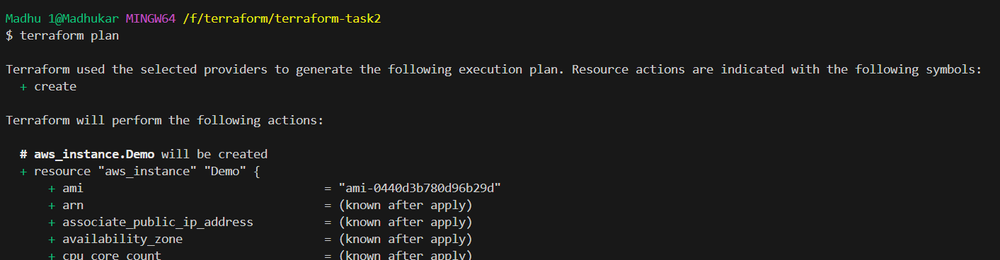 Madhu 1@Madhukar MINGW64 /f/terraform/terraform-task2
$ terraform plan
Terraform used the selected providers to generate the following execution plan. Resource actions are indicated with the following symbols:
+ create
Terraform will perform the following actions:
# aws_instance.Demo will be created
+ resource "aws_instance" "Demo" {
+ ami = "ami-0440d3b780d96b29d"
+ arn = (known after apply)
+ associate_public_ip_address = (known after apply)
+ availability_zone = (known after apply)
+ cpu_core_count = (known after apply)